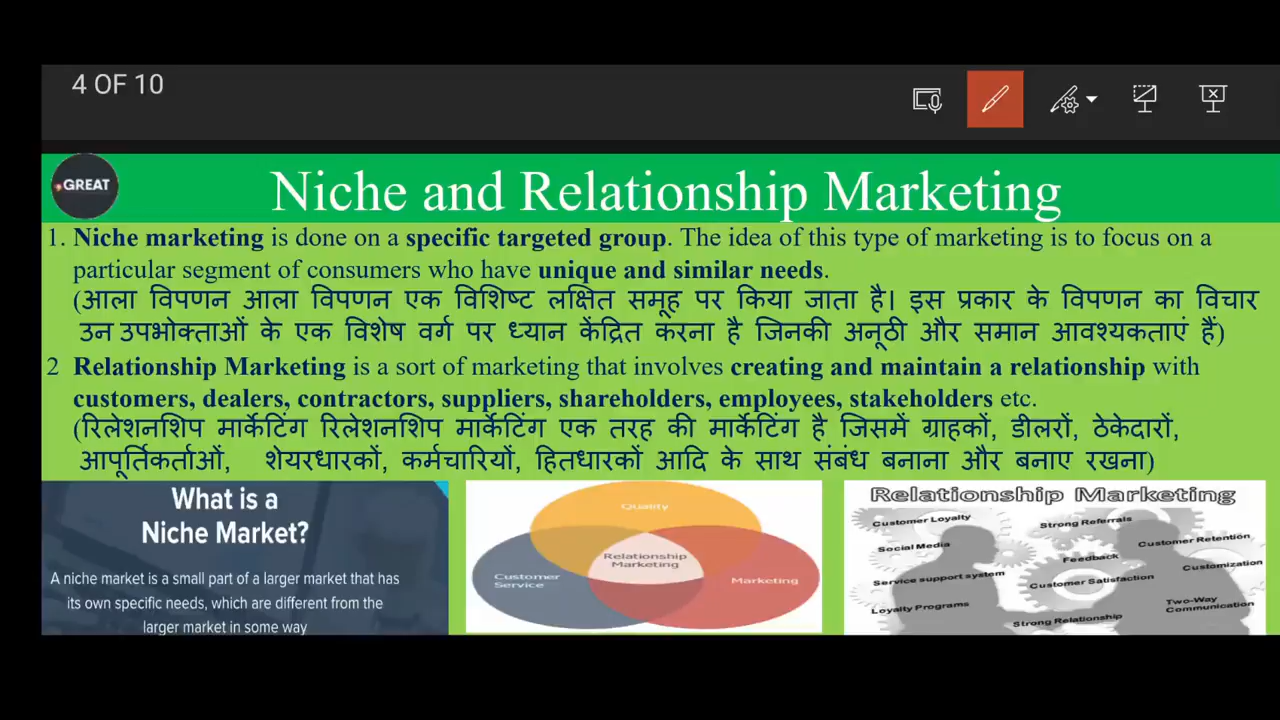 4 OF 10
GREAT
Niche and Relationship Marketing
1. Niche marketing is done on a specific targeted group. The idea of this type of marketing is to focus on a
particular segment of consumers who have unique and similar needs.
(आला विपणन आला विपणन एक विशिष्ट लक्षित समूह पर किया जाता है। इस प्रकार के विपणन का विचार
उन उपभोक्ताओं के एक विशेष वर्ग पर ध्यान केंद्रित करना है जिनकी अनूठी और समान आवश्यकताएं हैं)
2 Relationship Marketing is a sort of marketing that involves creating and maintain a relationship with
customers, dealers, contractors, suppliers, shareholders, employees, stakeholders etc.
(रिलेशनशिप मार्केटिंग रिलेशनशिप मार्केटिंग एक तरह की मार्केटिंग है जिसमें ग्राहकों, डीलरों, ठेकेदारों,
आपूर्तिकर्ताओं, शेयरधारकों, कर्मचारियों, हितधारकों आदि के साथ संबंध बनाना और बनाए रखना)
What is a
Niche Market?
A niche market is a small part of a larger market that has
its own specific needs, which are different from the
larger market in some way
Quality
Relationship
Marketing
Customer
Service
Marketing
Relationship Marketing
Customer Loyalty
Strong Referrals
Social Media
Feedback
Customer Retention
Service support system
Customer Satisfaction
Customization
Loyalty Programs
Strong Relationship
Two-Way
Communication